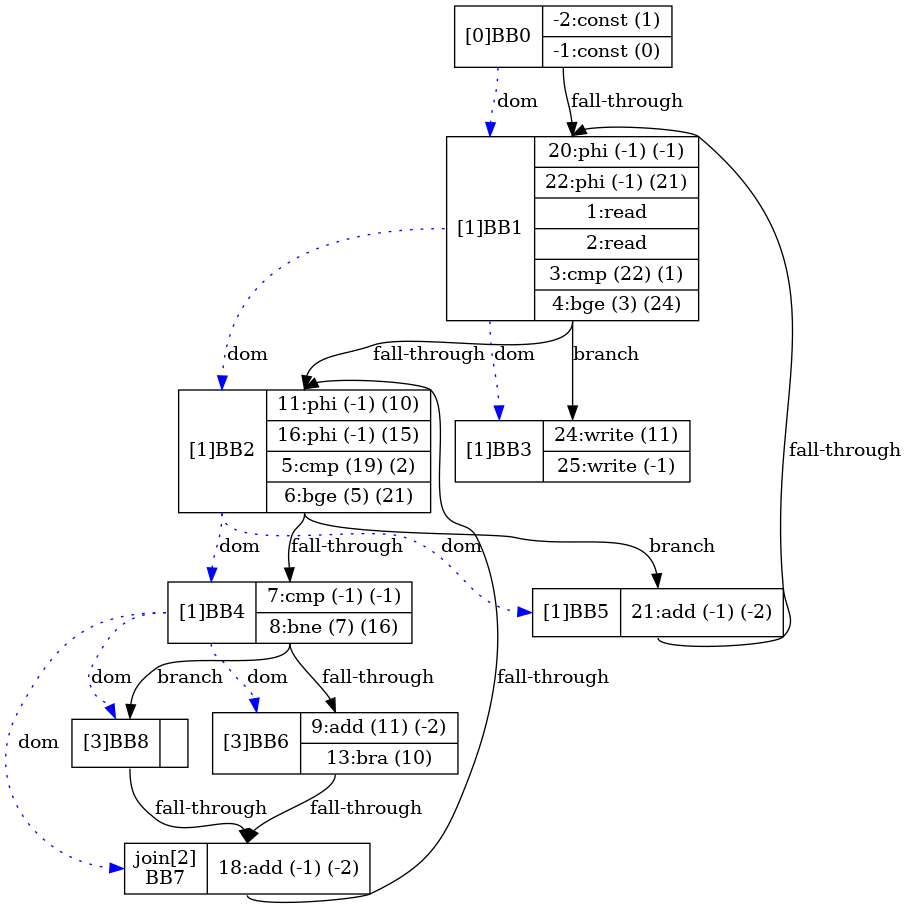 [0]BB0
-2:const (1)
-1:const (0)
dom
fall-through
[1]BB1
20:phi (-1) (-1)
22:phi (-1) (21)
1:read
2:read
3:cmp (22) (1)
4:bge (3) (24)
dom
fall-through
dom
branch
[1]BB2
11:phi (-1) (10)
16:phi (-1) (15)
5:cmp (19) (2)
6:bge (5) (21)
[1]BB3
24:write (11)
25:write (-1)
fall-through
dom
fall-through
dom
branch
[1]BB4
7:cmp (-1) (-1)
8:bne (7) (16)
[1]BB5
21:add (-1) (-2)
dom
branch
dom
fall-through
fall-through
[3]BB8
[3]BB6
9:add (11) (-2)
13:bra (10)
dom
fall-through
fall-through
join[2]
BB7
18:add (-1) (-2)